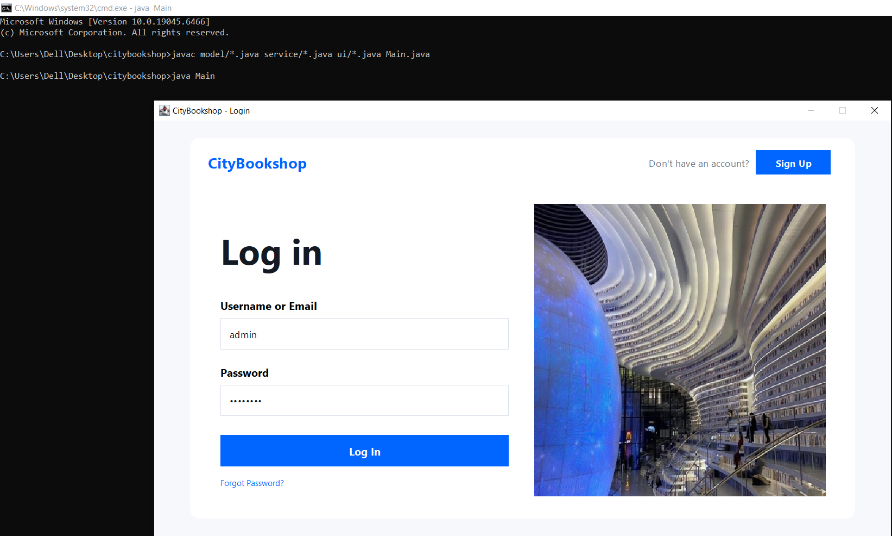 C:\Windows\system32\cmd.exe - java Main
Microsoft Windows [Version 10.0.19045.6466]
(c) Microsoft Corporation. All rights reserved.
C:\Users\Dell\Desktop\citybookshop>javac model/*.java service/*.java ui/*.java Main.java
C:\Users\Dell\Desktop\citybookshop>java Main
CityBookshop - Login
CityBookshop
Don't have an account?
Sign Up
Log in
Username or Email
admin
Password
Log In
Forgot Password?